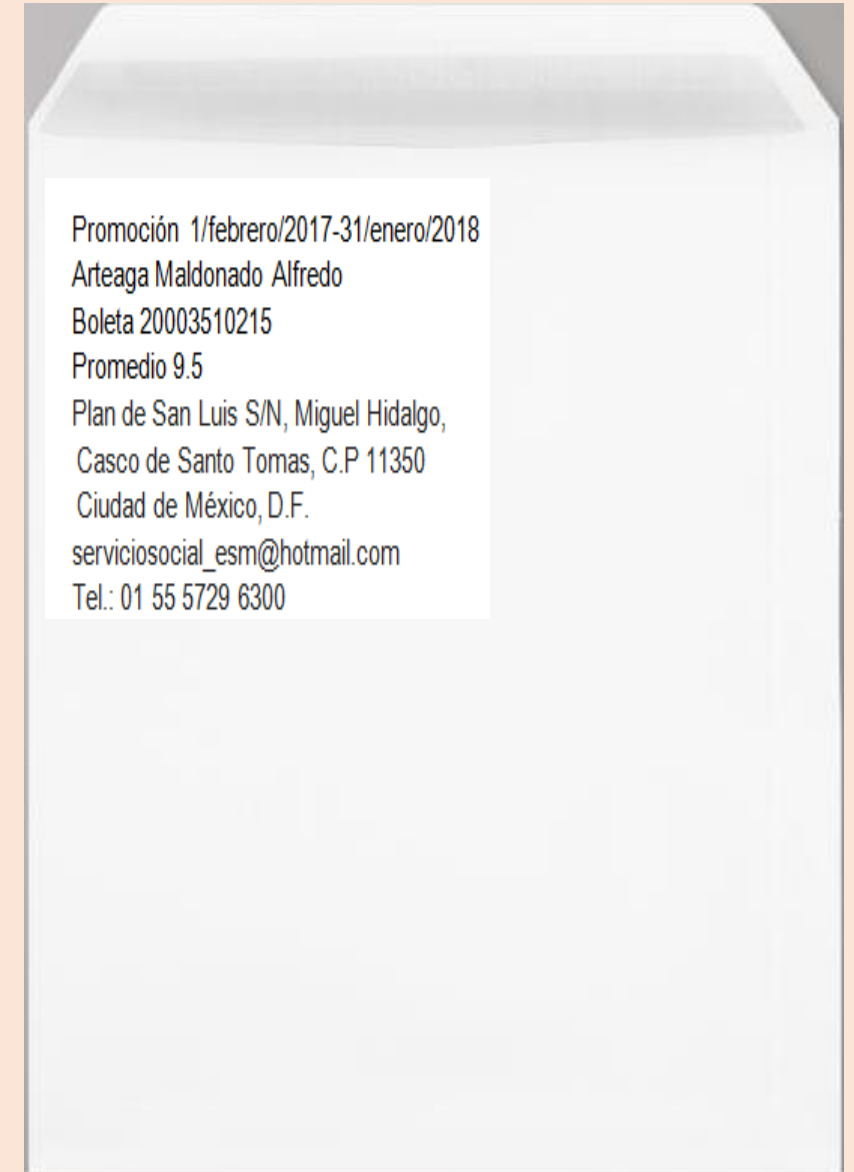 Promoción 1/febrero/2017-31/enero/2018
Arteaga Maldonado Alfredo
Boleta 20003510215
Promedio 9.5
Plan de San Luis S/N, Miguel Hidalgo,
Casco de Santo Tomas, C.P 11350
Ciudad de México, D.F.
serviciosocial_esm@hotmail.com
Tel.: 01 55 5729 6300